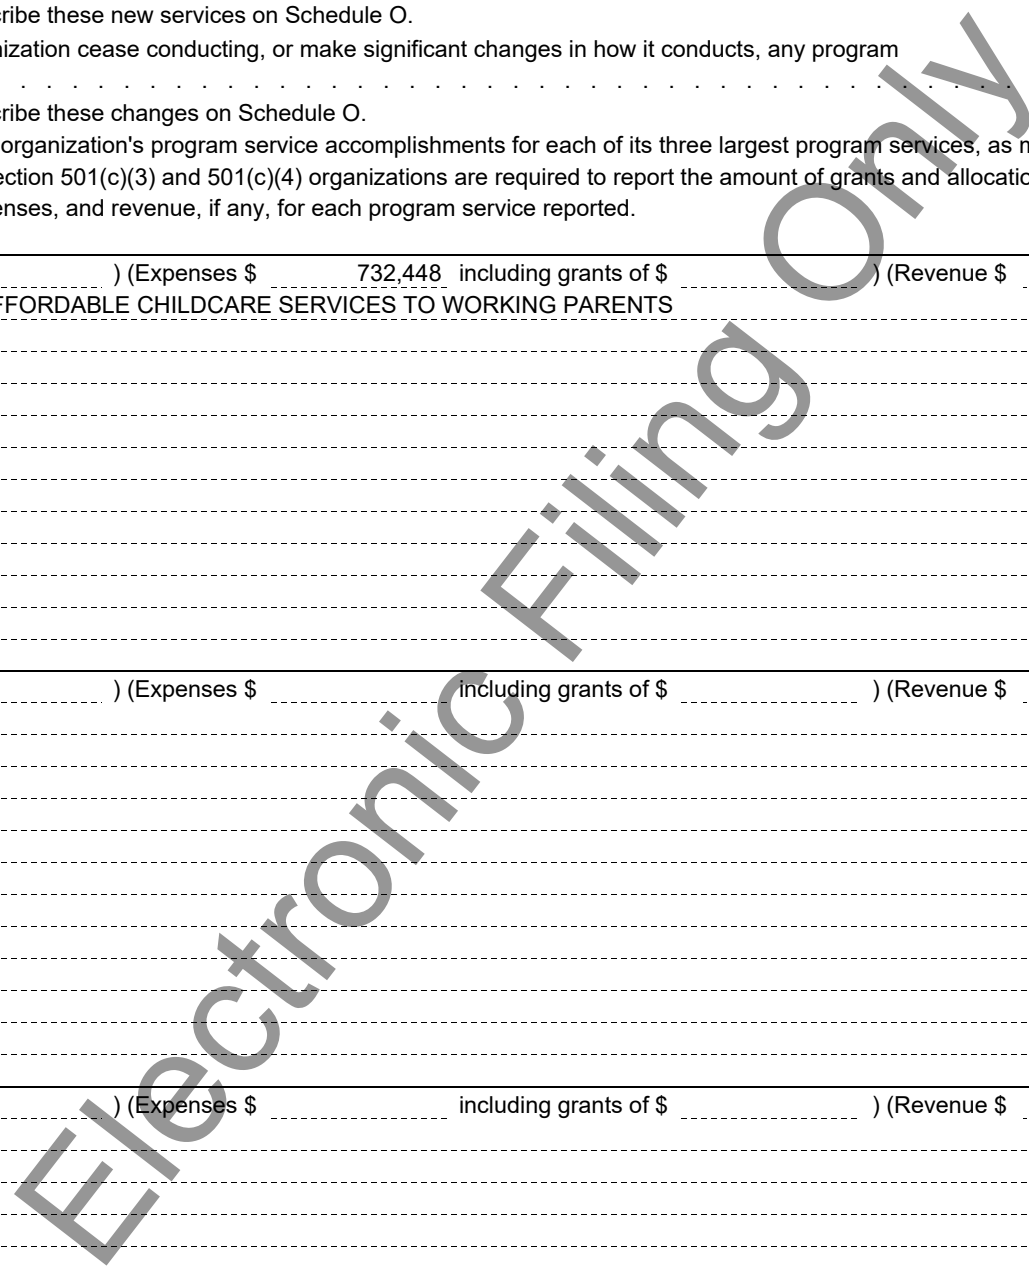 cribe these new services on Schedule O.
nization cease conducting, or make significant changes in how it conducts, any program
. . . . . . . . . . . . . . . . . . . . . . . . . . . . . . . . . . . . . . .
cribe these changes on Schedule O.
organization's program service accomplishments for each of its three largest program services, as m
ection 501(c)(3) and 501(c)(4) organizations are required to report the amount of grants and allocatio
enses, and revenue, if any, for each program service reported.
) (Expenses $ 732,448 including grants of $ ) (Revenue $
FFORDABLE CHILDCARE SERVICES TO WORKING PARENTS
) (Expenses $ including grants of $ ) (Revenue $
) (Expenses $ including grants of $ ) (Revenue $
Electronic Filing Only